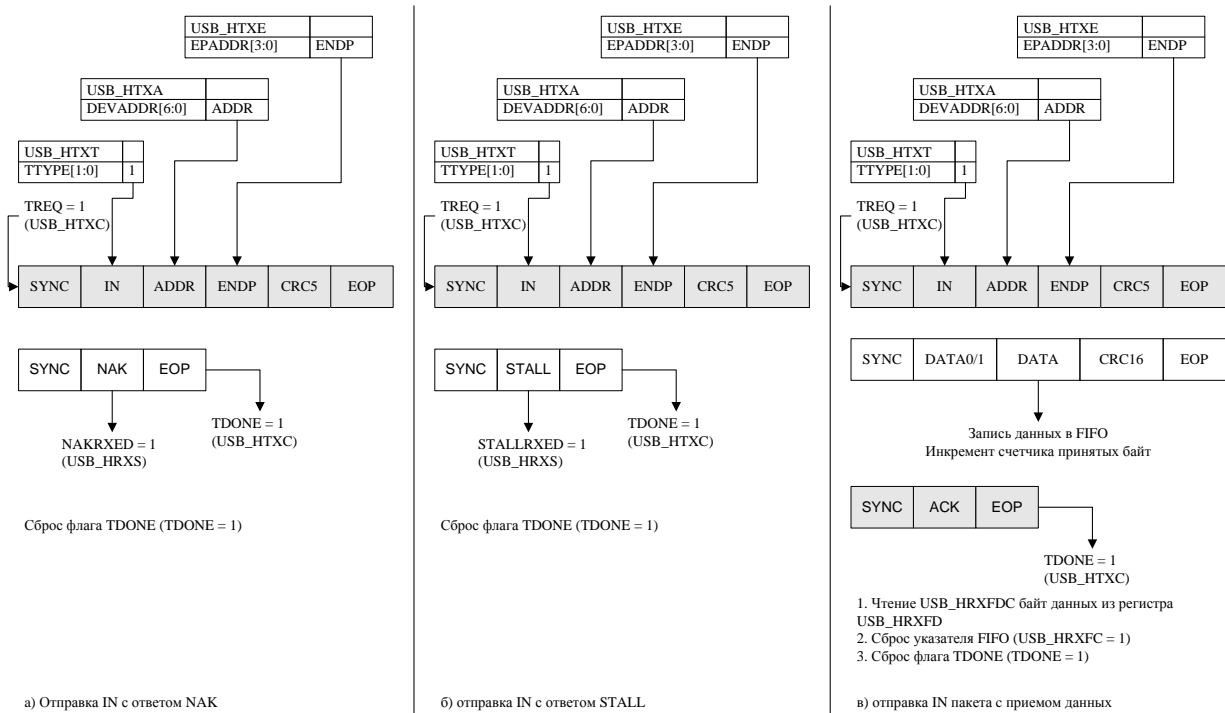 USB_HTXE
EPADDR[3:0] ENDP
USB_HTXA
DEVADDR[6:0] ADDR
USB_HTXT
TTYPE[1:0] 1
TREQ = 1
(USB_HTXC)
SYNC IN ADDR ENDP CRC5 EOP
SYNC NAK EOP
TDONE = 1
(USB_HTXC)
NAKRXED = 1
(USB_HRXS)
Сброс флага TDONE (TDONE = 1)
а) Отправка IN с ответом NAK
USB_HTXE
EPADDR[3:0] ENDP
USB_HTXA
DEVADDR[6:0] ADDR
USB_HTXT
TTYPE[1:0] 1
TREQ = 1
(USB_HTXC)
SYNC IN ADDR ENDP CRC5 EOP
SYNC STALL EOP
TDONE = 1
(USB_HTXC)
STALLRXED = 1
(USB_HRXS)
Сброс флага TDONE (TDONE = 1)
б) отправка IN с ответом STALL
USB_HTXE
EPADDR[3:0] ENDP
USB_HTXA
DEVADDR[6:0] ADDR
USB_HTXT
TTYPE[1:0] 1
TREQ = 1
(USB_HTXC)
SYNC IN ADDR ENDP CRC5 EOP
SYNC DATA0/1 DATA CRC16 EOP
Запись данных в FIFO
Инкремент счетчика принятых байт
SYNC ACK EOP
TDONE = 1
(USB_HTXC)
1. Чтение USB_HRXFDC байт данных из регистра
USB_HRXFD
2. Сброс указателя FIFO (USB_HRXFC = 1)
3. Сброс флага TDONE (TDONE = 1)
в) отправка IN пакета с приемом данных